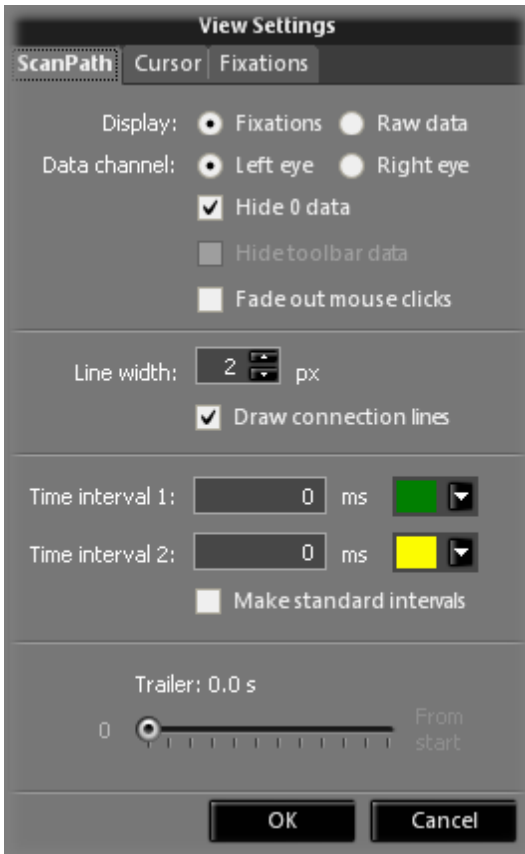 View Settings
ScanPath Cursor Fixations
Display: Fixations Raw data
Data channel: Left eye Right eye
Hide 0 data
Hide toolbar data
Fade out mouse clicks
Line width: 2 px
Draw connection lines
Time interval 1: 0 ms
Time interval 2: 0 ms
Make standard intervals
Trailer: 0.0 s
0 From
start
OK Cancel